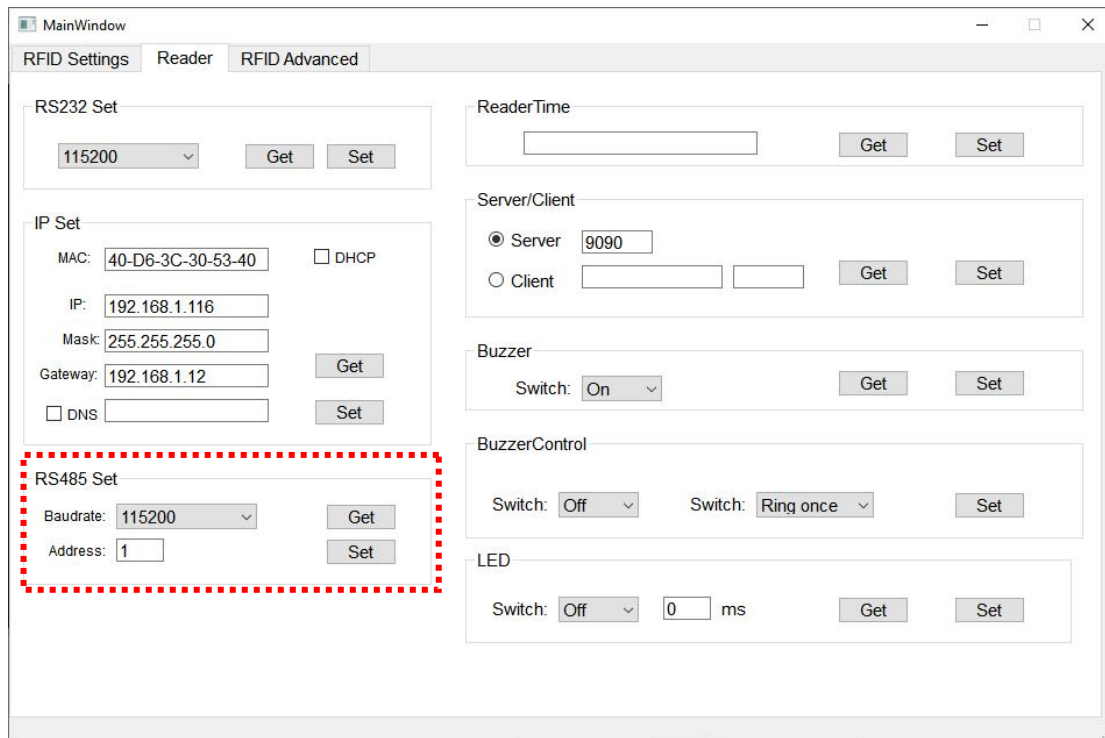 MainWindow
RFID Settings Reader RFID Advanced
RS232 Set
115200 Get Set
IP Set
MAC: 40-D6-3C-30-53-40 DHCP
IP: 192.168.1.116
Mask: 255.255.255.0
Gateway: 192.168.1.12 Get
DNS Set
RS485 Set
Baudrate: 115200 Get
Address: 1 Set
ReaderTime
Get Set
Server/Client
Server 9090
Client Get Set
Buzzer
Switch: On Get Set
BuzzerControl
Switch: Off Switch: Ring once Set
LED
Switch: Off 0 ms Get Set